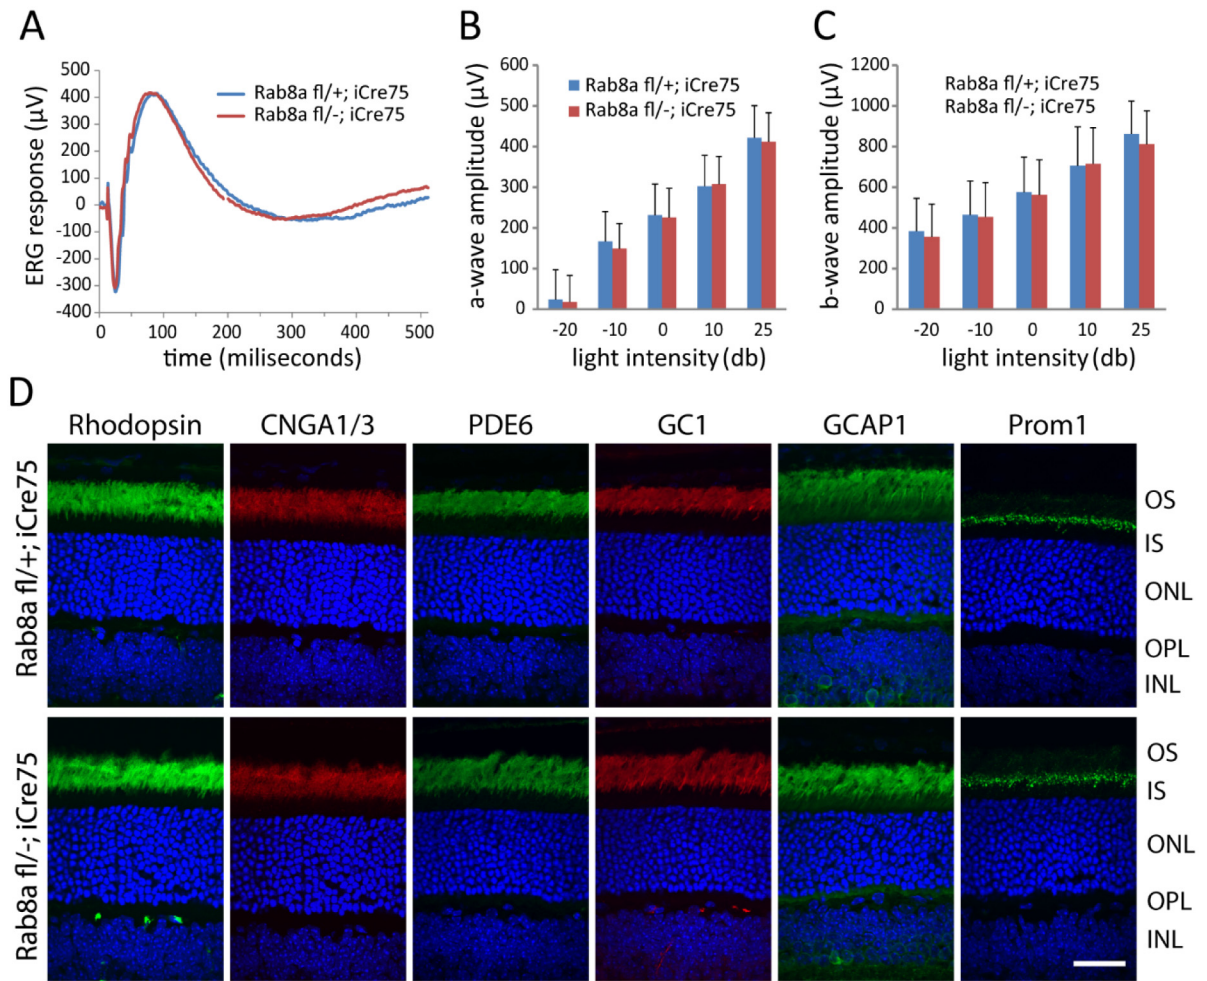 A
ERG response (µV)
500
400
300
200
100
0
-100
-200
-300
-400
0 100 200 300 400 500
time (miliseconds)
Rab8a fl/+; iCre75
Rab8a fl/-; iCre75
B
a-wave amplitude (µV)
600
500
400
300
200
100
0
-20 -10 0 10 25
light intensity (db)
Rab8a fl/+; iCre75
Rab8a fl/-; iCre75
C
b-wave amplitude (µV)
1200
1000
800
600
400
200
0
-20 -10 0 10 25
light intensity (db)
Rab8a fl/+; iCre75
Rab8a fl/-; iCre75
D
Rhodopsin CNGA1/3 PDE6 GC1 GCAP1 Prom1
Rab8a fl/+; iCre75
OS
IS
ONL
OPL
INL
Rab8a fl/-; iCre75
OS
IS
ONL
OPL
INL